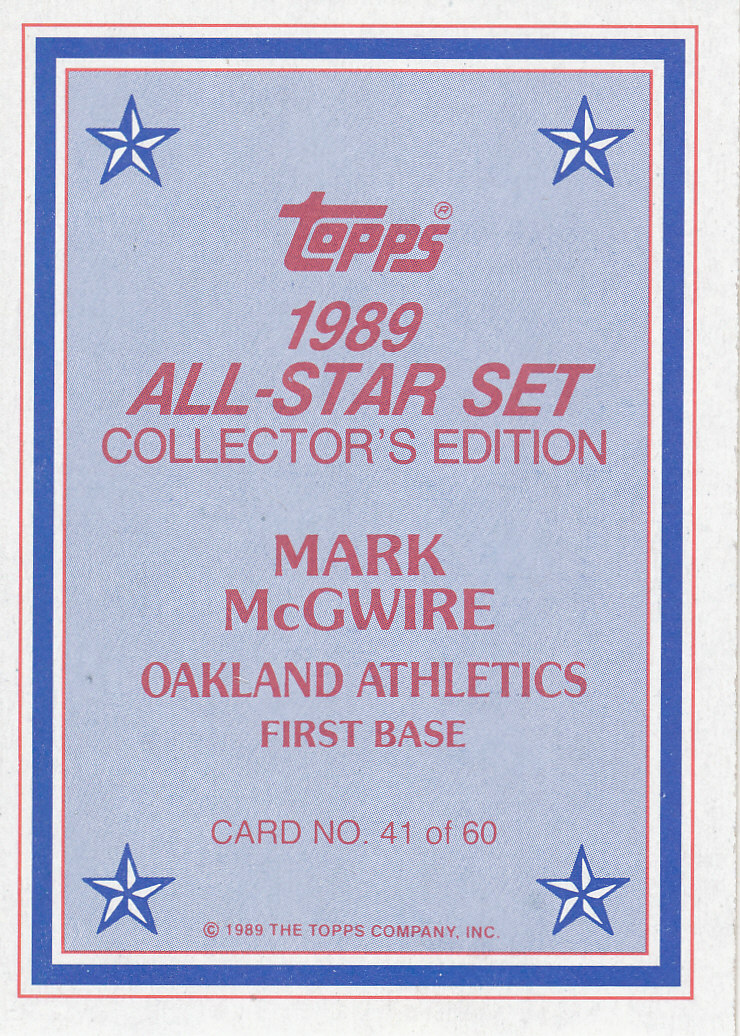 topps®
1989
ALL-STAR SET
COLLECTOR'S EDITION
MARK
McGWIRE
OAKLAND ATHLETICS
FIRST BASE
CARD NO. 41 of 60
© 1989 THE TOPPS COMPANY, INC.